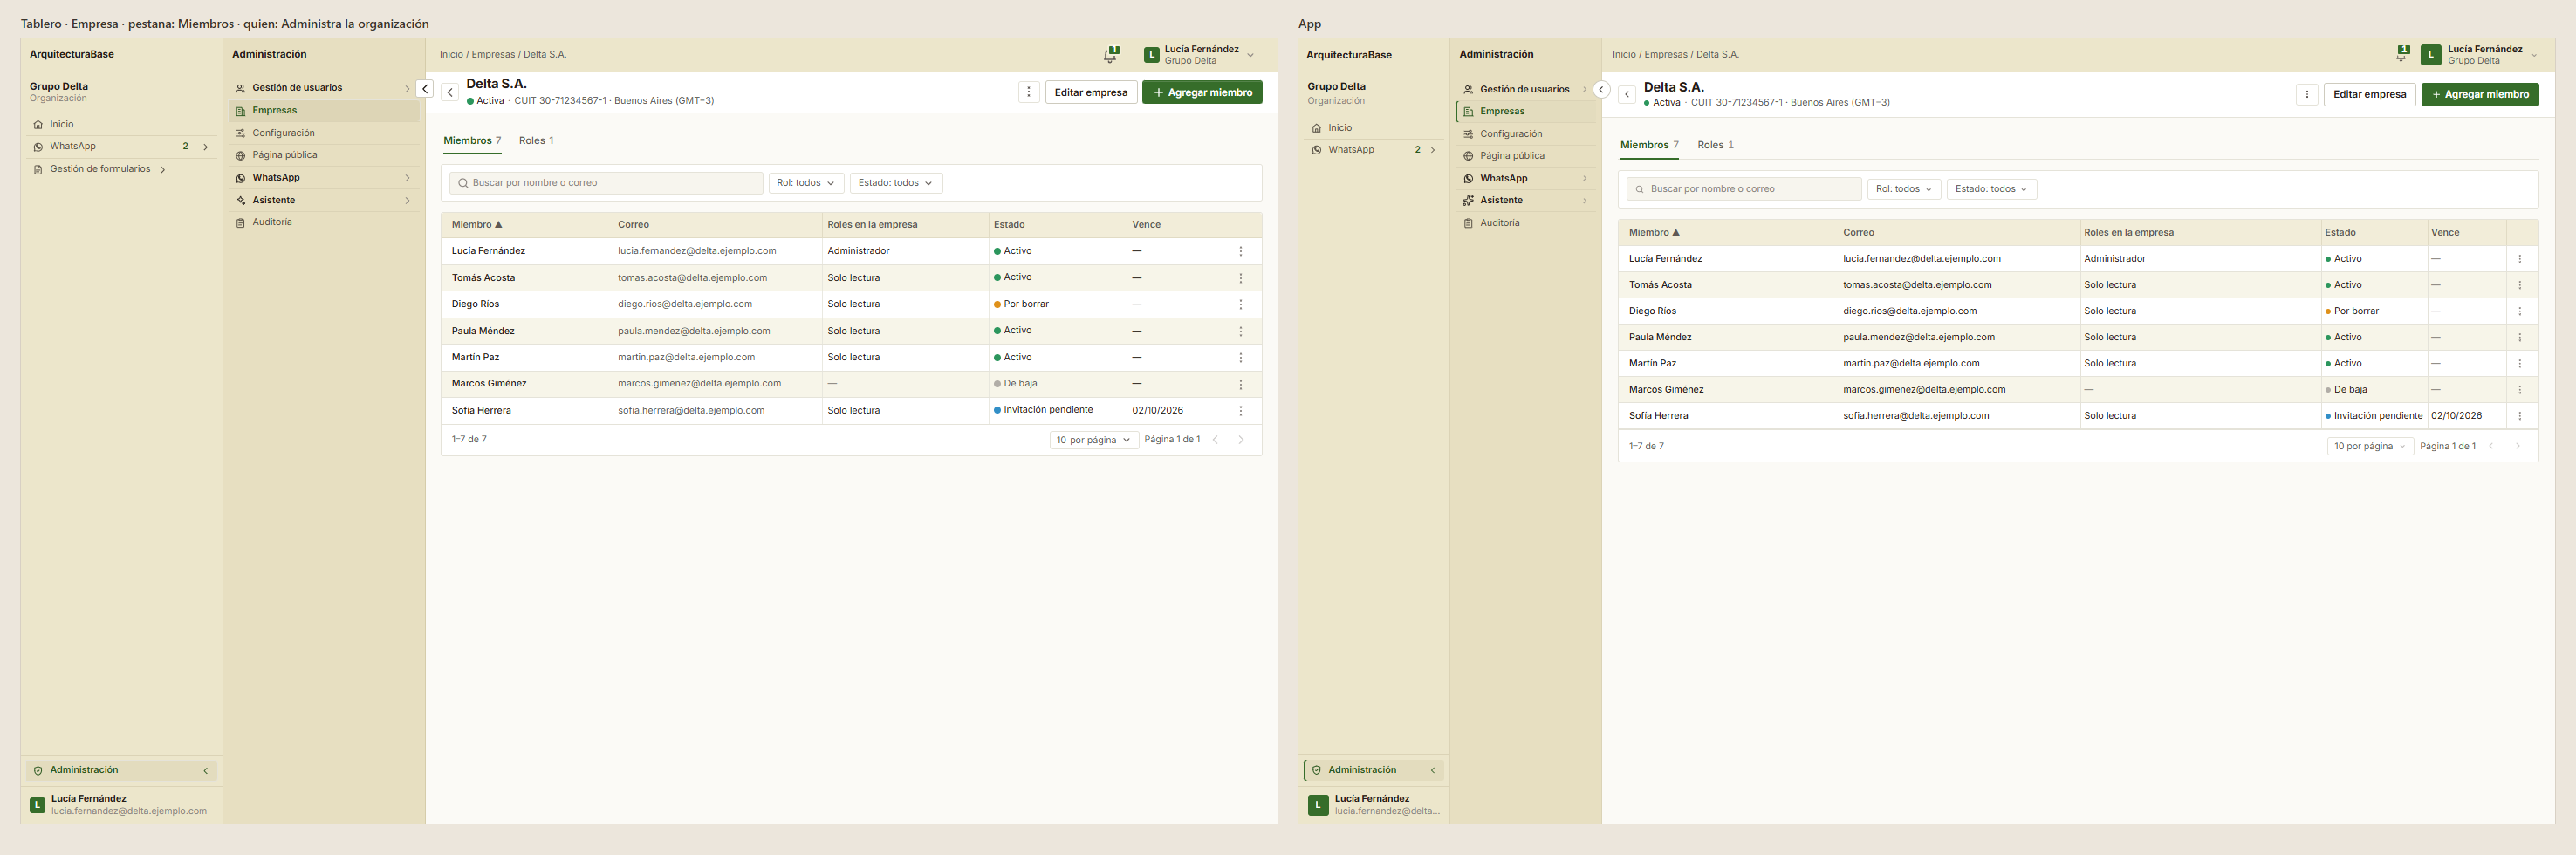 Tablero · Empresa · pestana: Miembros · quien: Administra la organización
ArquitecturaBase
Grupo Delta
Organización
Inicio
WhatsApp 2
Gestión de formularios
Administración
Lucía Fernández
lucia.fernandez@delta.ejemplo.com
Administración
Gestión de usuarios
Empresas
Configuración
Página pública
WhatsApp
Asistente
Auditoría
Inicio / Empresas / Delta S.A.
1
L Lucía Fernández
Grupo Delta
Delta S.A.
Activa · CUIT 30-71234567-1 · Buenos Aires (GMT−3)
Editar empresa
+ Agregar miembro
Miembros 7 Roles 1
Buscar por nombre o correo Rol: todos Estado: todos
Miembro ▲ Correo Roles en la empresa Estado Vence
Lucía Fernández lucia.fernandez@delta.ejemplo.com Administrador Activo —
Tomás Acosta tomas.acosta@delta.ejemplo.com Solo lectura Activo —
Diego Ríos diego.rios@delta.ejemplo.com Solo lectura Por borrar —
Paula Méndez paula.mendez@delta.ejemplo.com Solo lectura Activo —
Martín Paz martin.paz@delta.ejemplo.com Solo lectura Activo —
Marcos Giménez marcos.gimenez@delta.ejemplo.com — De baja —
Sofía Herrera sofia.herrera@delta.ejemplo.com Solo lectura Invitación pendiente 02/10/2026
1–7 de 7 10 por página Página 1 de 1
App
ArquitecturaBase
Grupo Delta
Organización
Inicio
WhatsApp 2
Administración
L Lucía Fernández
lucia.fernandez@delta...
Administración
Gestión de usuarios
Empresas
Configuración
Página pública
WhatsApp
Asistente
Auditoría
Inicio / Empresas / Delta S.A.
1
L Lucía Fernández
Grupo Delta
Delta S.A.
Activa · CUIT 30-71234567-1 · Buenos Aires (GMT−3)
Editar empresa
+ Agregar miembro
Miembros 7 Roles 1
Buscar por nombre o correo Rol: todos Estado: todos
Miembro ▲ Correo Roles en la empresa Estado Vence
Lucía Fernández lucia.fernandez@delta.ejemplo.com Administrador Activo —
Tomás Acosta tomas.acosta@delta.ejemplo.com Solo lectura Activo —
Diego Ríos diego.rios@delta.ejemplo.com Solo lectura Por borrar —
Paula Méndez paula.mendez@delta.ejemplo.com Solo lectura Activo —
Martín Paz martin.paz@delta.ejemplo.com Solo lectura Activo —
Marcos Giménez marcos.gimenez@delta.ejemplo.com — De baja —
Sofía Herrera sofia.herrera@delta.ejemplo.com Solo lectura Invitación pendiente 02/10/2026
1–7 de 7 10 por página Página 1 de 1